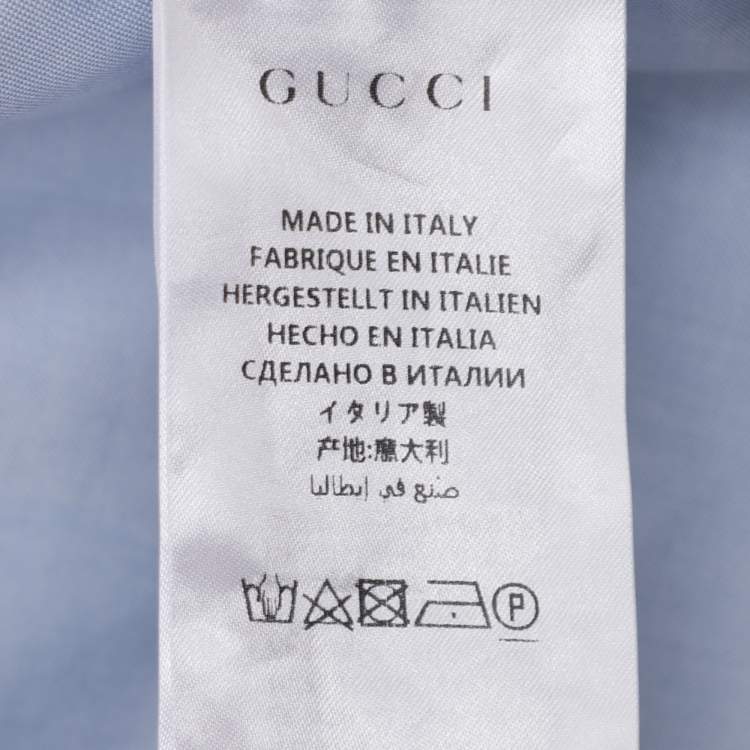 GUCCI
MADE IN ITALY
FABRIQUE EN ITALIE
HERGESTELLT IN ITALIEN
HECHO EN ITALIA
СДЕЛАНО В ИТАЛИИ
イタリア製
产地:意大利
صنع في إيطاليا
P